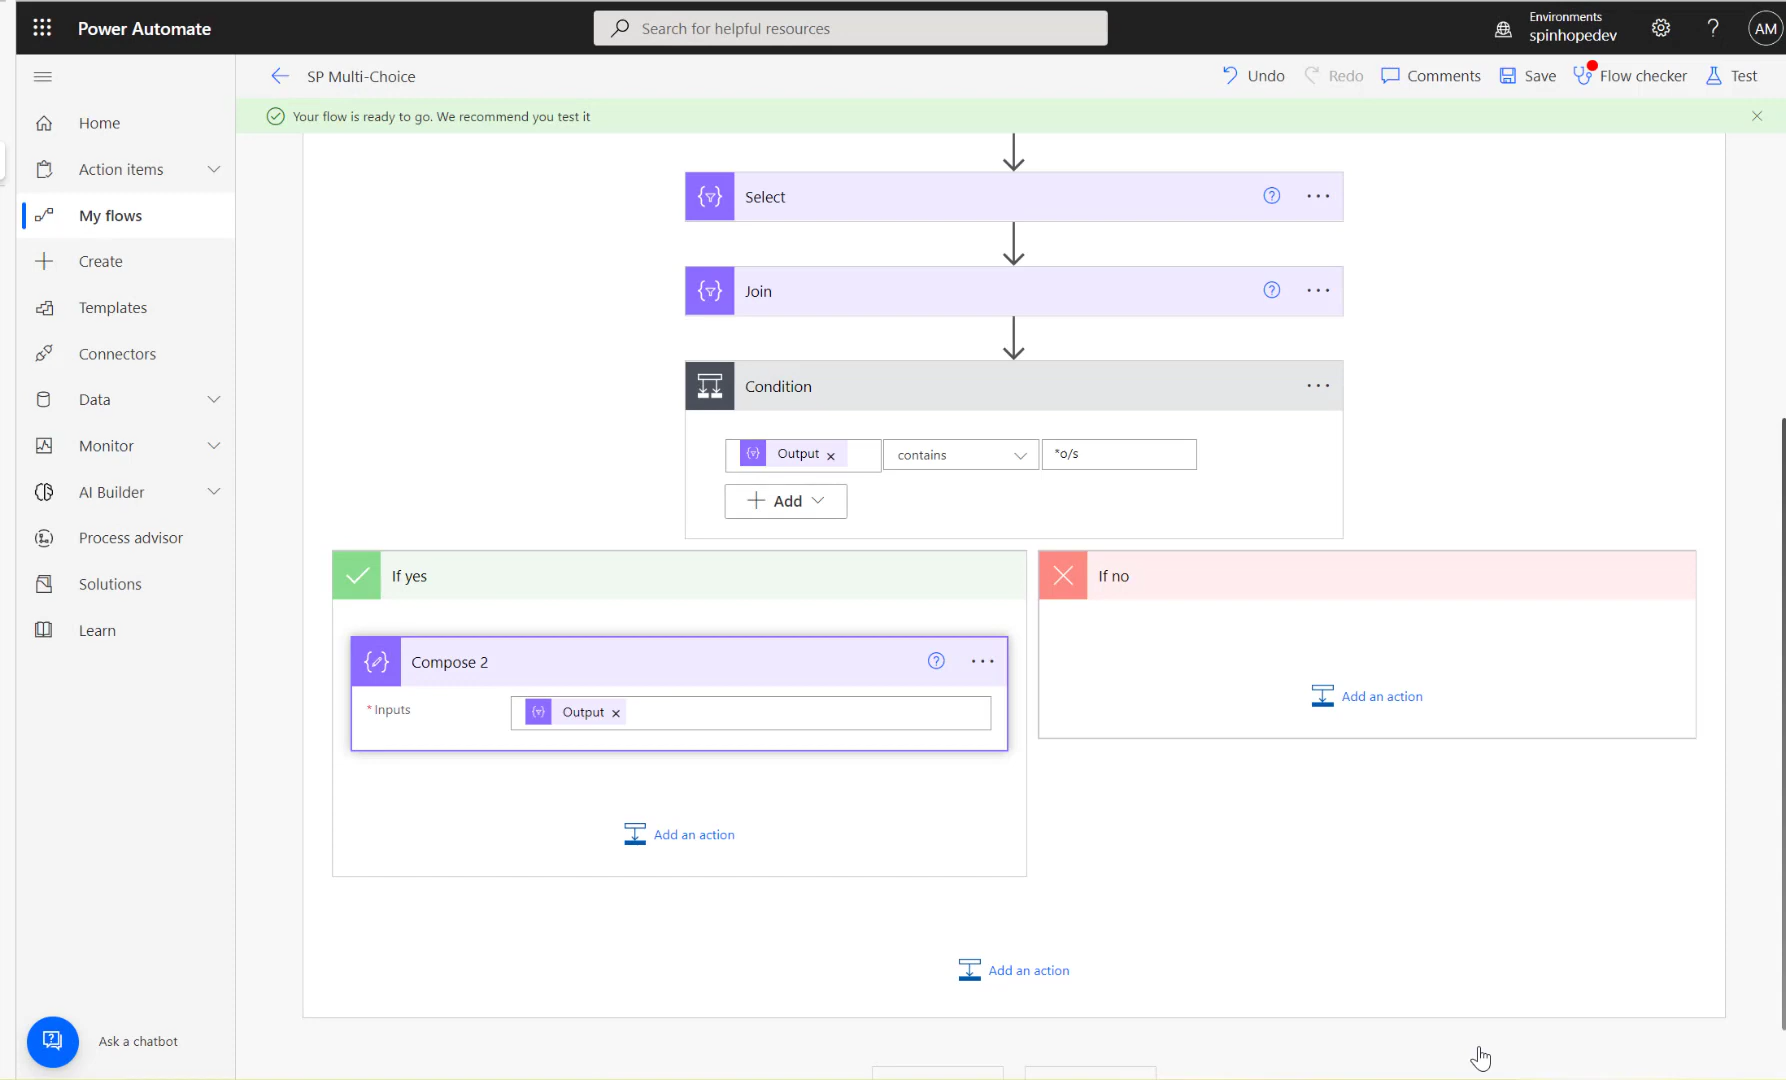 Power Automate
Search for helpful resources
Environments
spinhopedev
?
AM
SP Multi-Choice
Undo
Redo
Comments
Save
Flow checker
Test
Your flow is ready to go. We recommend you test it
Home
Action items
My flows
Create
Templates
Connectors
Data
Monitor
AI Builder
Process advisor
Solutions
Learn
Ask a chatbot
Select
Join
Condition
Output
contains
*o/s
Add
If yes
If no
Compose 2
* Inputs
Output
Add an action
Add an action
Add an action